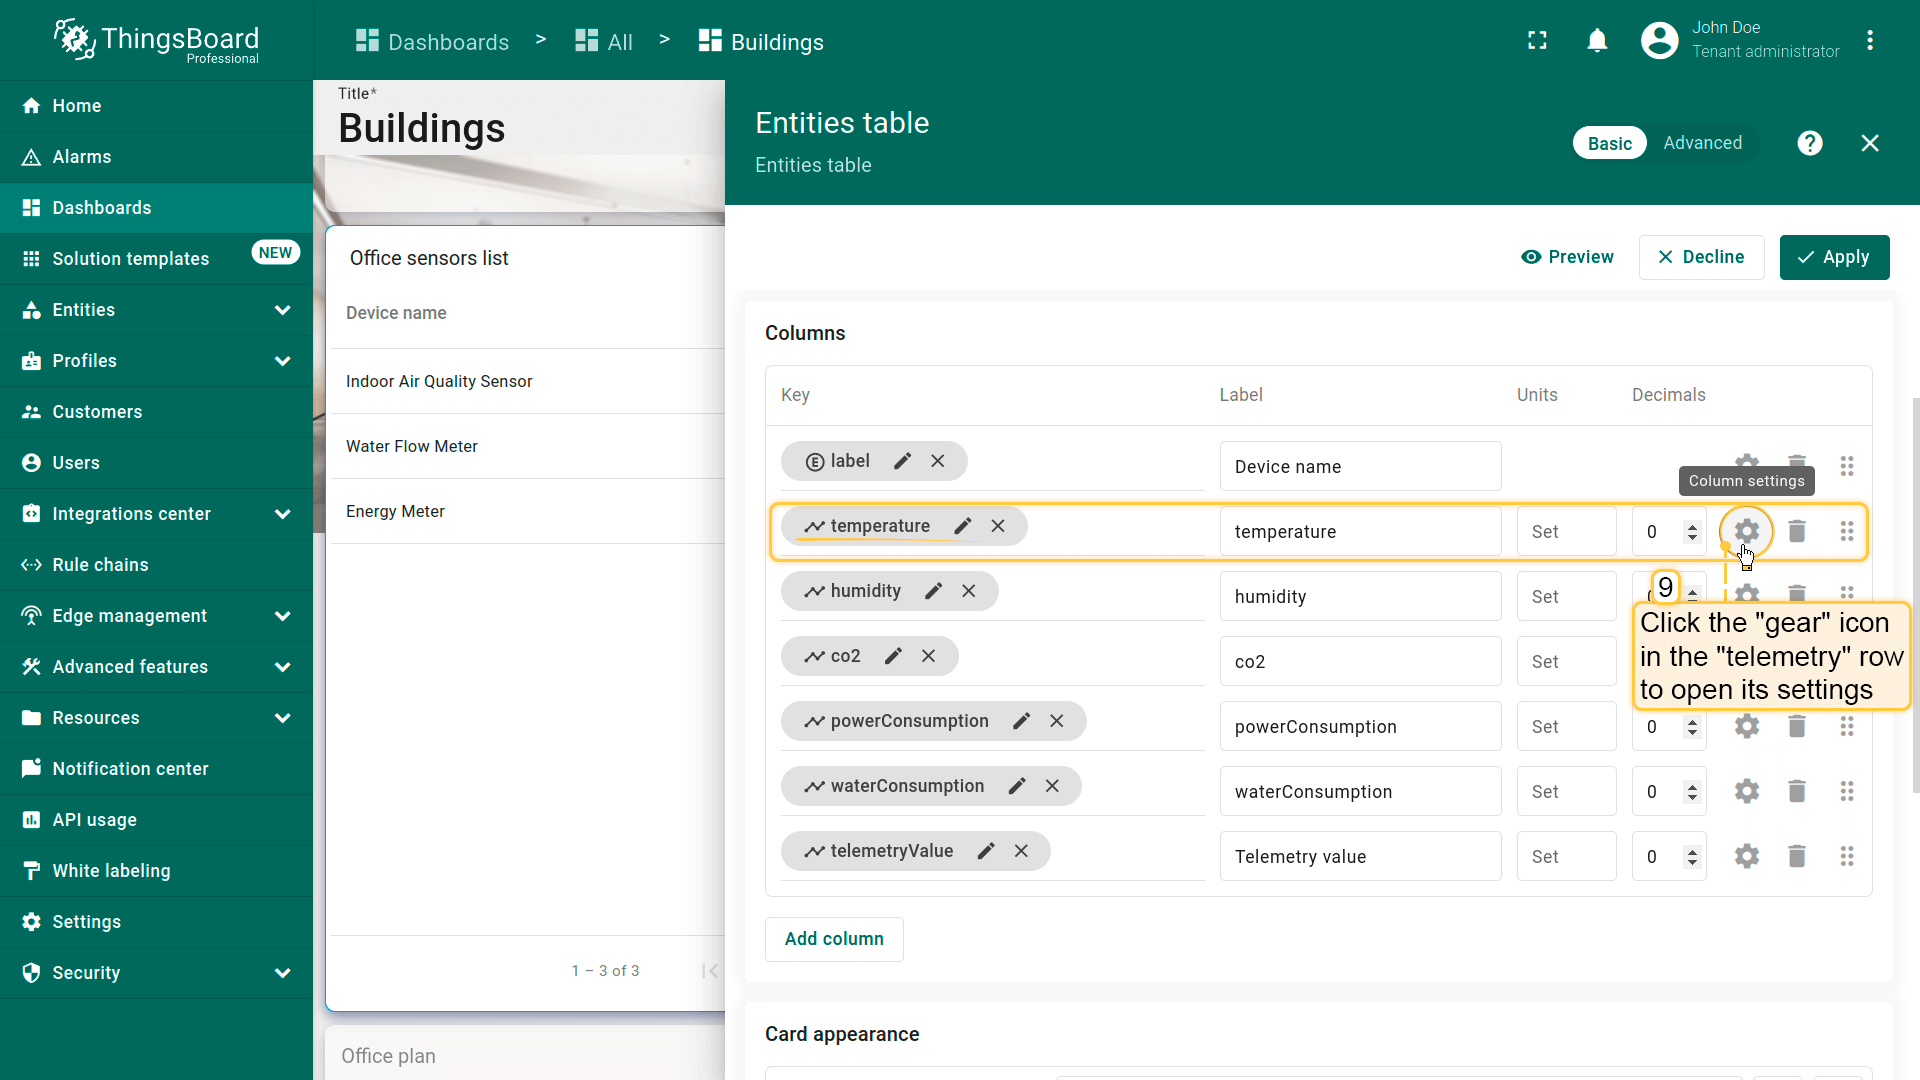 ThingsBoard
Professional
Dashboards > All > Buildings
John Doe
Tenant administrator
Home
Alarms
Dashboards
Solution templates NEW
Entities
Profiles
Customers
Users
Integrations center
Rule chains
Edge management
Advanced features
Resources
Notification center
API usage
White labeling
Settings
Security
Title*
Buildings
Office sensors list
Device name
Indoor Air Quality Sensor
Water Flow Meter
Energy Meter
1 – 3 of 3
Office plan
Entities table
Entities table
Basic Advanced
Preview Decline Apply
Columns
Key Label Units Decimals
label Device name
Column settings
temperature temperature Set 0
humidity humidity Set
9
Click the "gear" icon
in the "telemetry" row
to open its settings
co2 co2 Set
powerConsumption powerConsumption Set 0
waterConsumption waterConsumption Set 0
telemetryValue Telemetry value Set 0
Add column
Card appearance